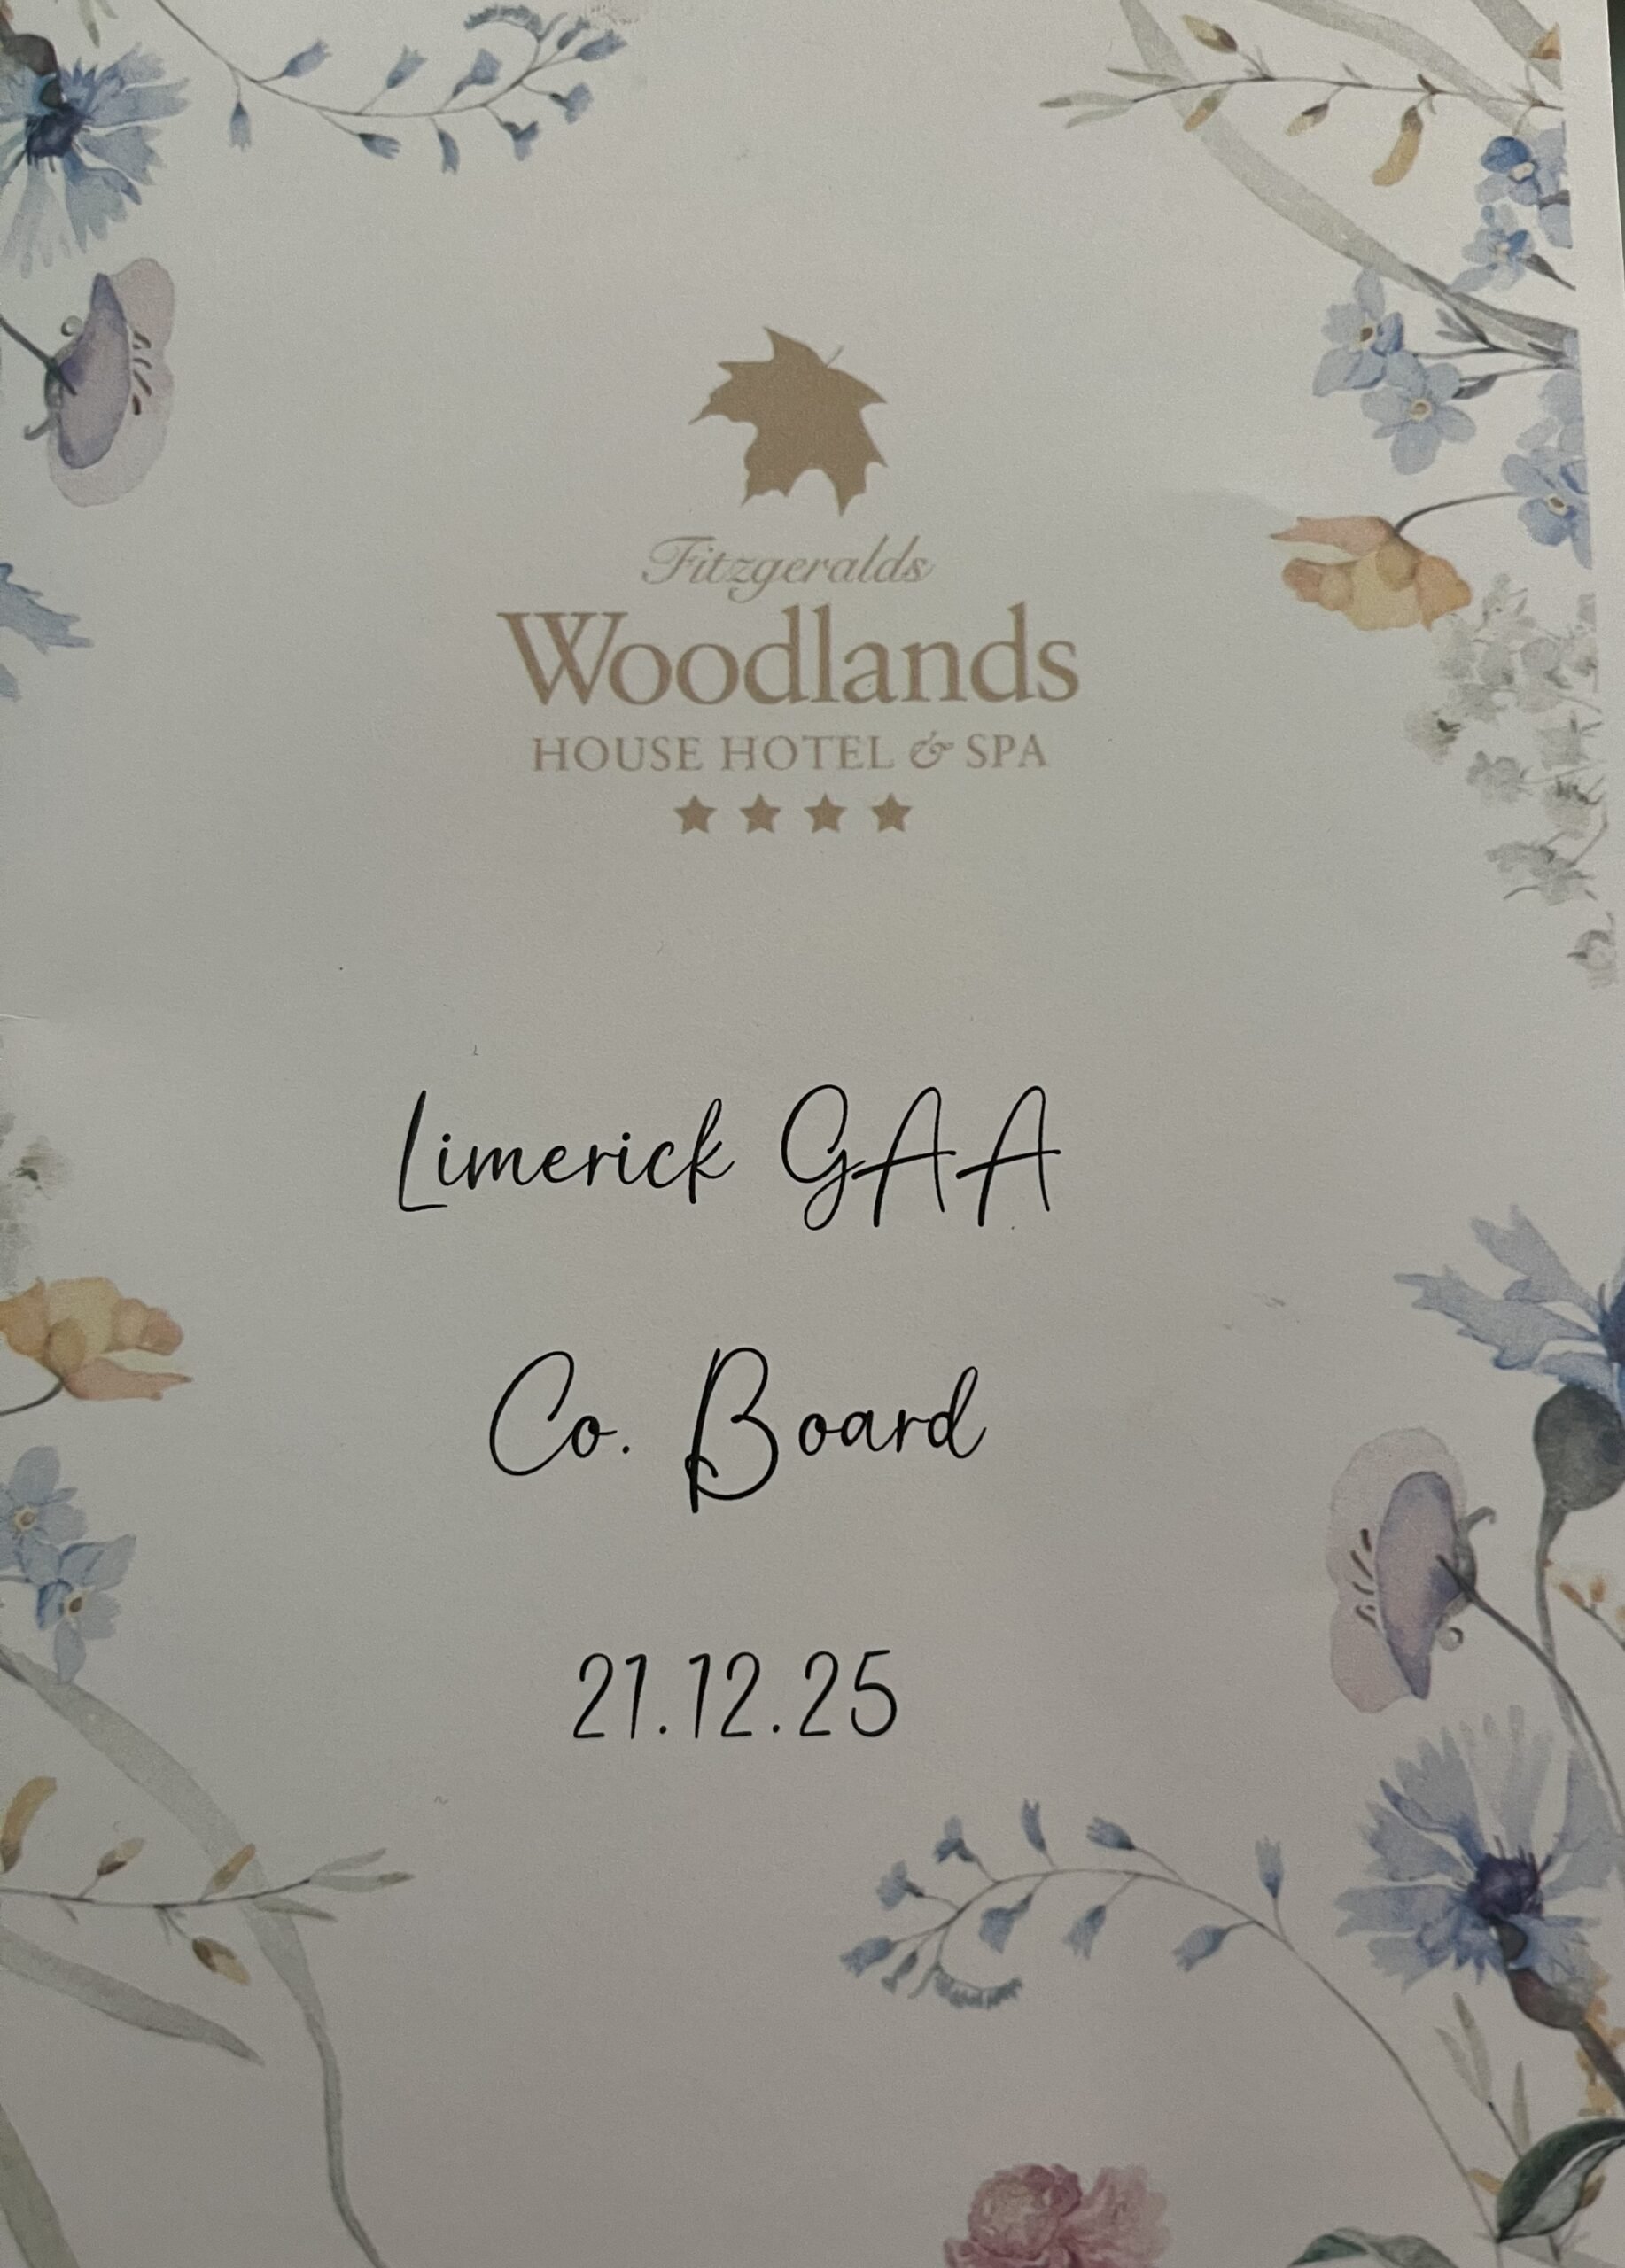 Fitzgeralds
Woodlands
HOUSE HOTEL & SPA
Limerick GAA
Co. Board
21.12.25